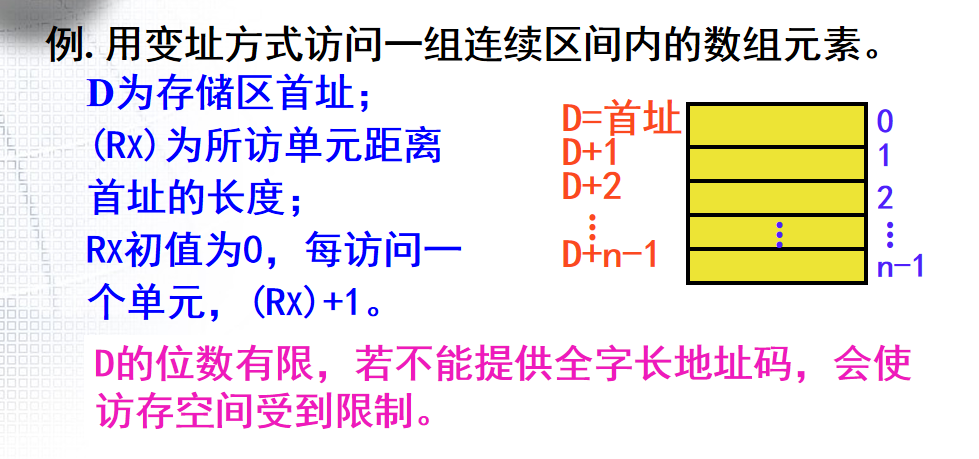 例. 用变址方式访问一组连续区间内的数组元素。
D为存储区首址；
(Rx)为所访单元距离
首址的长度；
Rx初值为0，每访问一
个单元，(Rx)+1。
D=首址
D+1
D+2
⋮
D+n-1
⋮
0
1
2
⋮
n-1
D的位数有限，若不能提供全字长地址码，会使
访存空间受到限制。